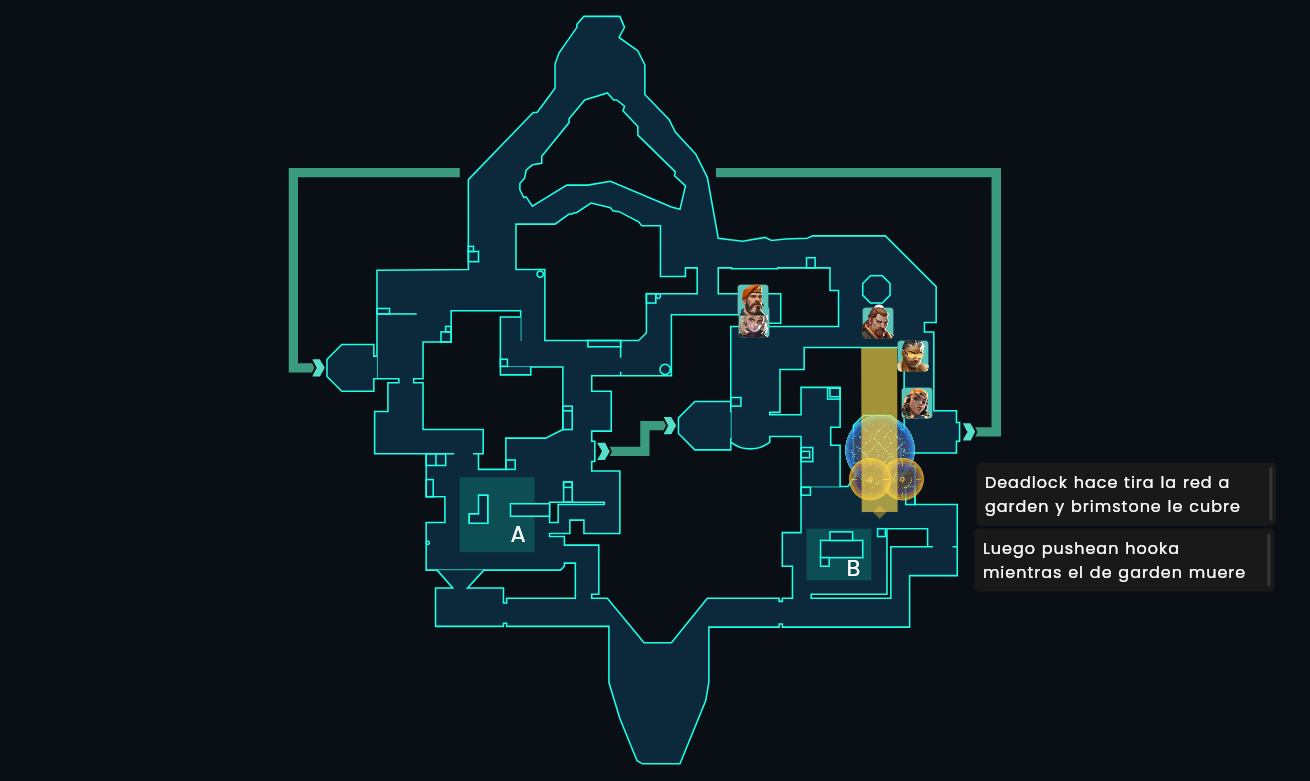 Deadlock hace tira la red a
garden y brimstone le cubre
A
Luego pushean hooka
mientras el de garden muere
B